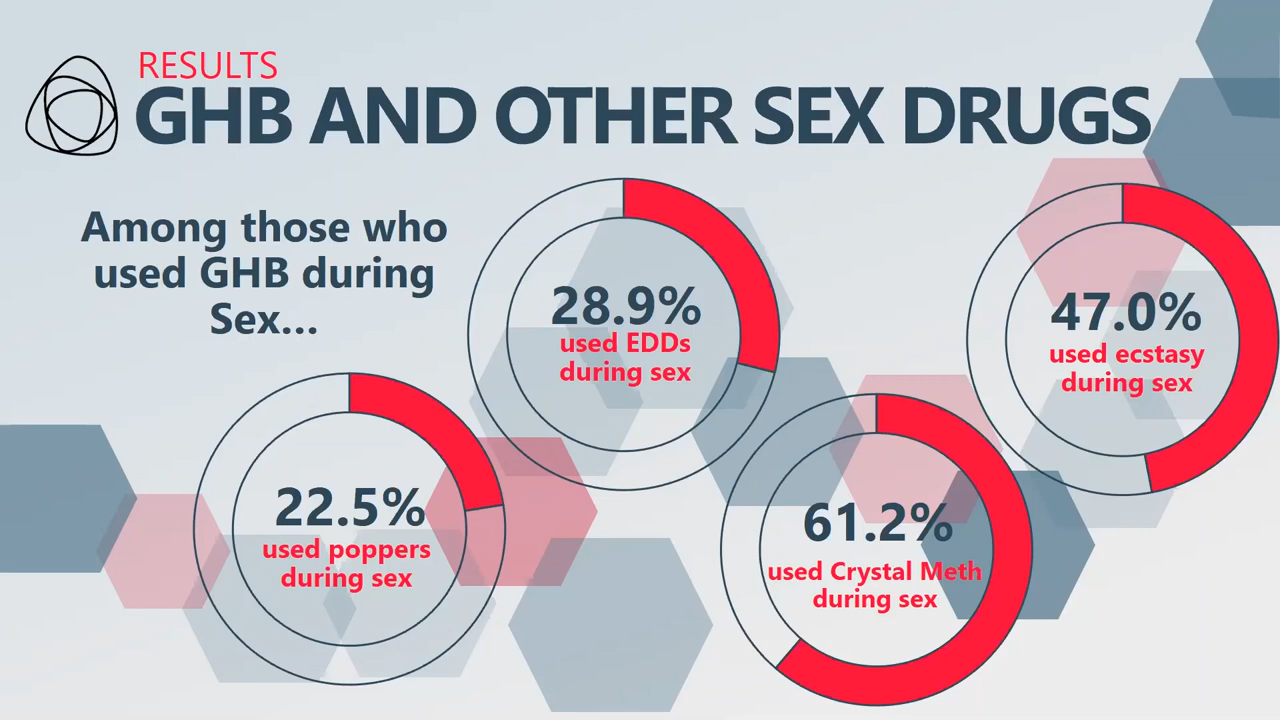 RESULTS
GHB AND OTHER SEX DRUGS
Among those who
used GHB during
Sex...
28.9%
used EDDs
during sex
47.0%
used ecstasy
during sex
22.5%
used poppers
during sex
61.2%
used Crystal Meth
during sex